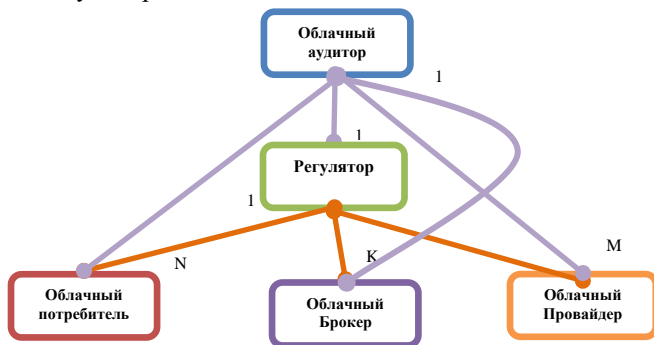 Облачный
аудитор
1
1
Регулятор
1
N
K
M
Облачный
потребитель
Облачный
Брокер
Облачный
Провайдер